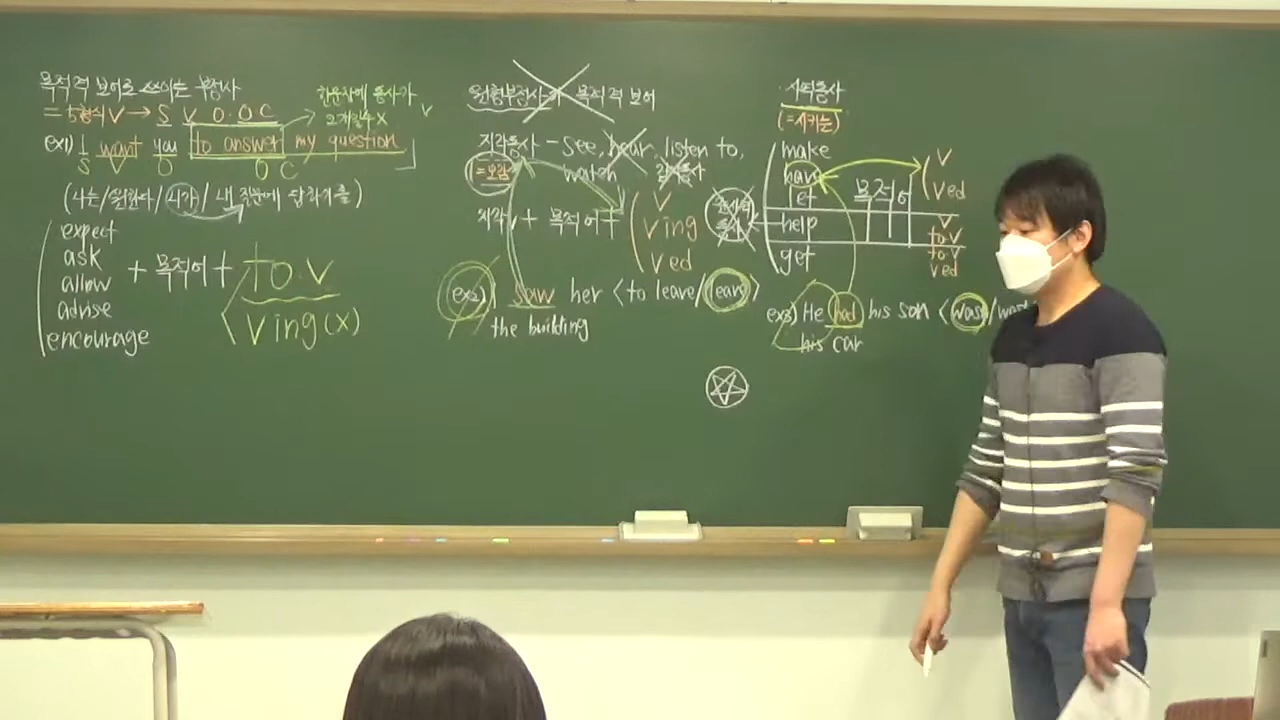 목적격 보어로 쓰이는 부정사
= 5형식 V → S V O. OC
한문장에 동사가 2개일수 X
V
ex1) I want you to answer my question
S V O OC
(나는/원한다/네가/내 질문에 답하기를)
expect
ask
allow
advise
encourage
+ 목적어 +
to.V
Ving(X)
원형부정사 목적격 보어
지각동사 - see, hear, listen to,
(=오감)
watch
지각 + 목적어 +
V
Ving
Ved
ex2) I saw her <to leave/leave>
the building
사역동사
(=시키는)
make
have
let
help
get
목적어
V
Ved
V
to.V
to.V
Ved
ex3) He had his son <wash/
his car